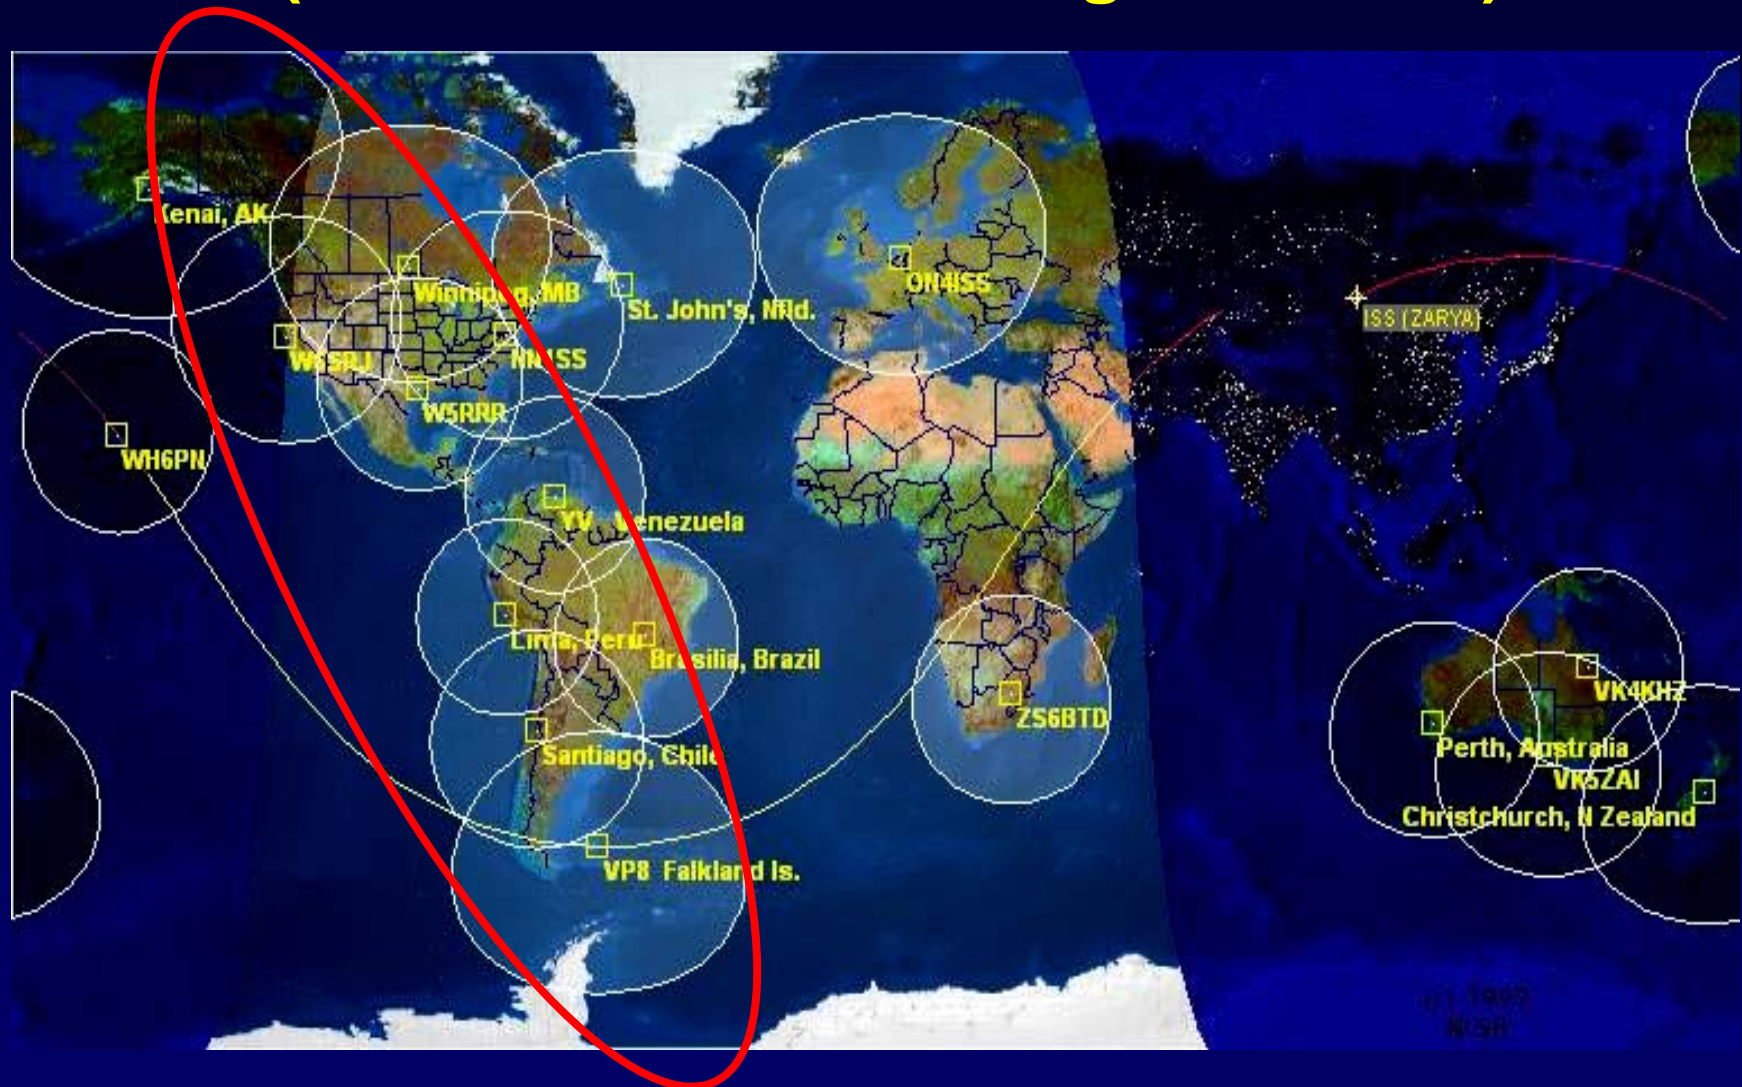 Kenai, AK
Winnipeg, MB
ON4ISS
St. John's, Nfld.
ISS (ZARYA)
W6SRJ
NN1SS
W5RRR
WH6PN
YV Venezuela
Lima, Peru
Brasilia, Brazil
VK4KHZ
ZS6BTD
Perth, Australia
Santiago, Chile
VK5ZAI
Christchurch, N Zealand
VP8 Falkland Is.